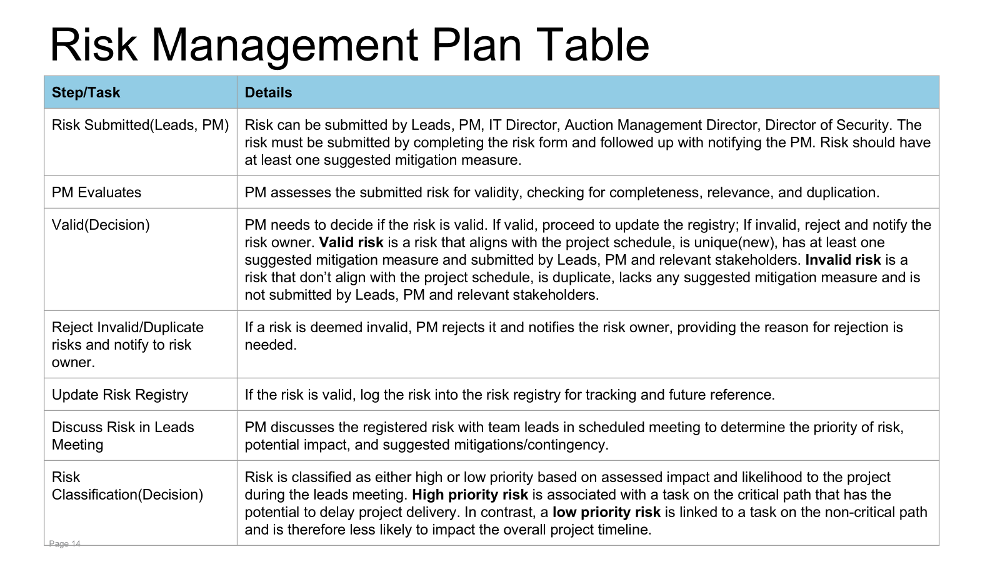 Risk Management Plan Table
Step/Task
Details
Risk Submitted(Leads, PM)
Risk can be submitted by Leads, PM, IT Director, Auction Management Director, Director of Security. The
risk must be submitted by completing the risk form and followed up with notifying the PM. Risk should have
at least one suggested mitigation measure.
PM Evaluates
PM assesses the submitted risk for validity, checking for completeness, relevance, and duplication.
Valid(Decision)
PM needs to decide if the risk is valid. If valid, proceed to update the registry; If invalid, reject and notify the
risk owner. Valid risk is a risk that aligns with the project schedule, is unique(new), has at least one
suggested mitigation measure and submitted by Leads, PM and relevant stakeholders. Invalid risk is a
risk that don’t align with the project schedule, is duplicate, lacks any suggested mitigation measure and is
not submitted by Leads, PM and relevant stakeholders.
Reject Invalid/Duplicate
risks and notify to risk
owner.
If a risk is deemed invalid, PM rejects it and notifies the risk owner, providing the reason for rejection is
needed.
Update Risk Registry
If the risk is valid, log the risk into the risk registry for tracking and future reference.
Discuss Risk in Leads
Meeting
PM discusses the registered risk with team leads in scheduled meeting to determine the priority of risk,
potential impact, and suggested mitigations/contingency.
Risk
Classification(Decision)
Risk is classified as either high or low priority based on assessed impact and likelihood to the project
during the leads meeting. High priority risk is associated with a task on the critical path that has the
potential to delay project delivery. In contrast, a low priority risk is linked to a task on the non-critical path
and is therefore less likely to impact the overall project timeline.
Page 14